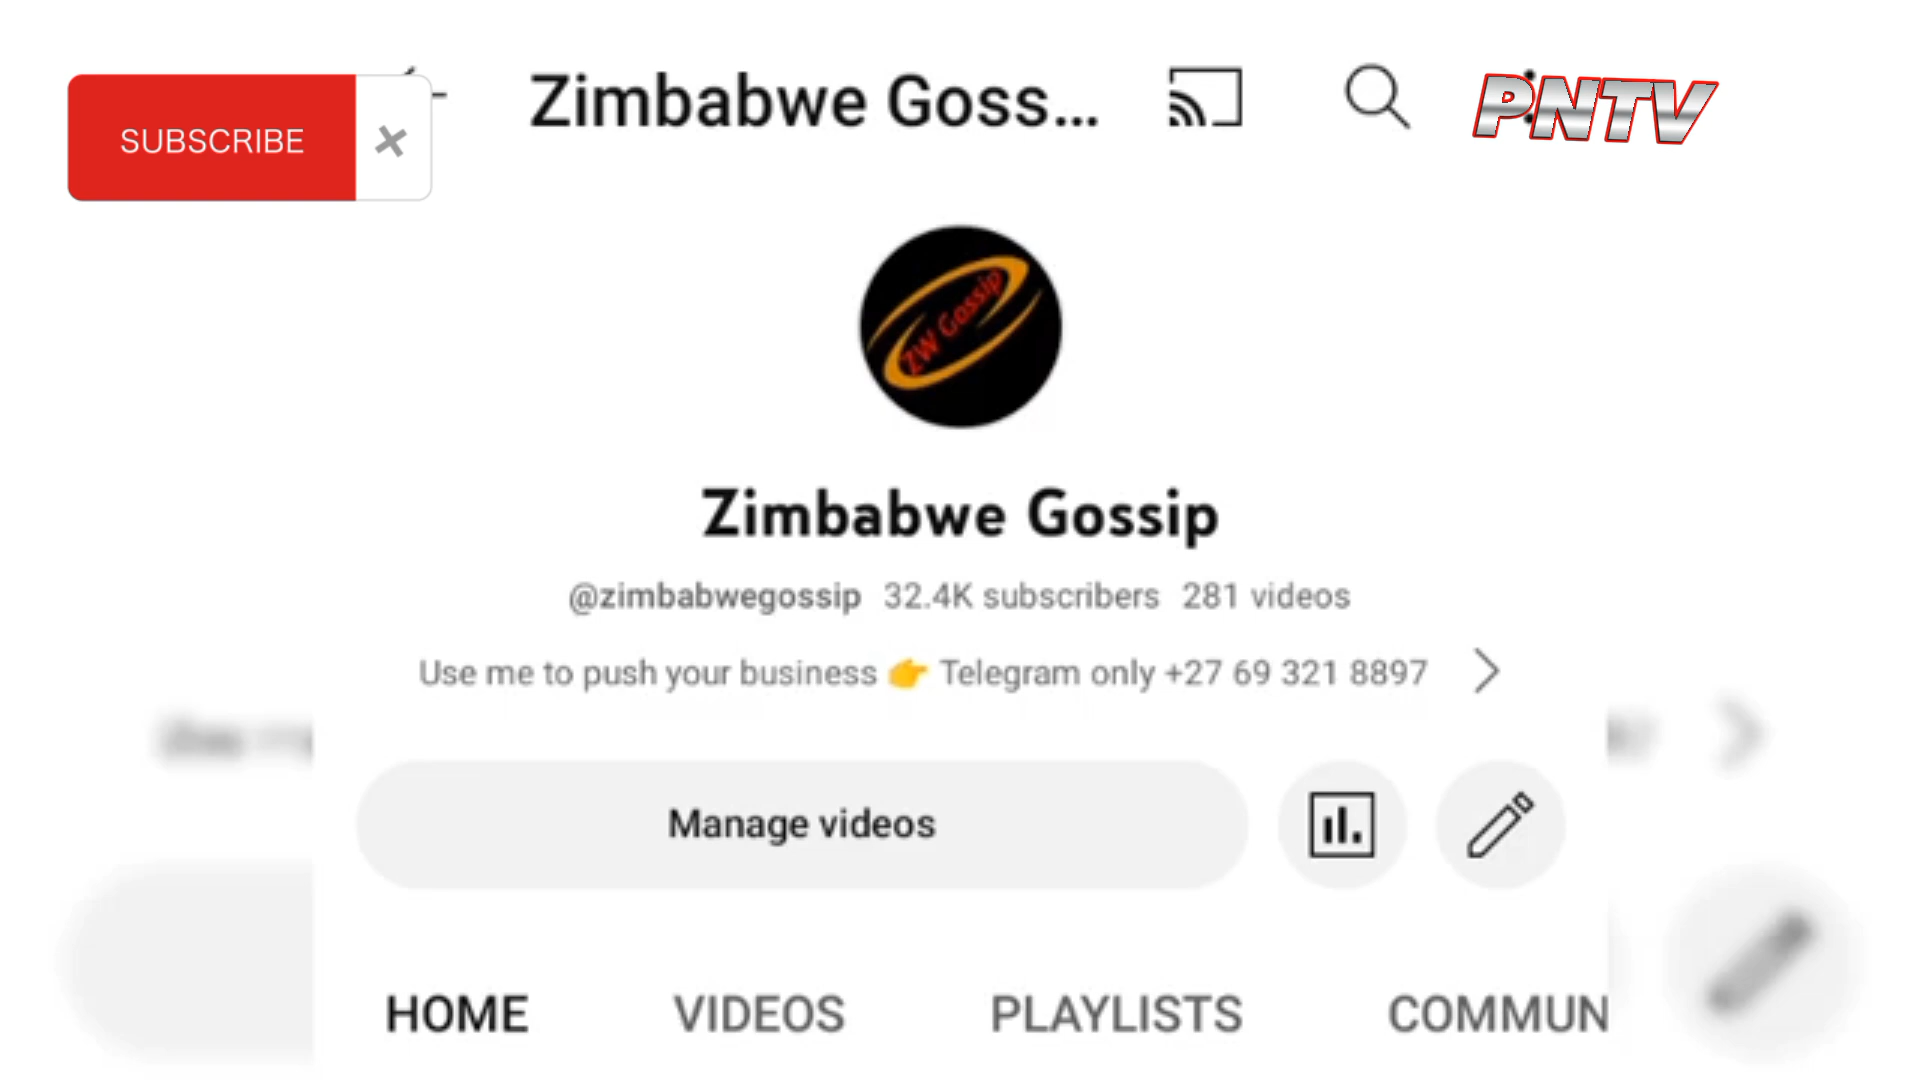 Zimbabwe Goss...
SUBSCRIBE
PNTV
ZW Gossip
Zimbabwe Gossip
@zimbabwegossip 32.4K subscribers 281 videos
Use me to push your business 👉 Telegram only +27 69 321 8897
Manage videos
HOME VIDEOS PLAYLISTS COMMUN